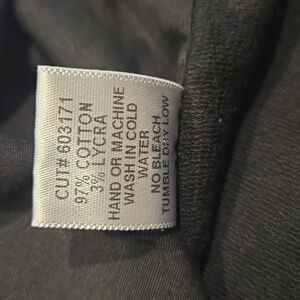 CUT# 603171
97% COTTON
3% LYCRA
HAND OR MACHINE
WASH IN COLD
WATER
NO BLEACH
TUMBLE DRY LOW